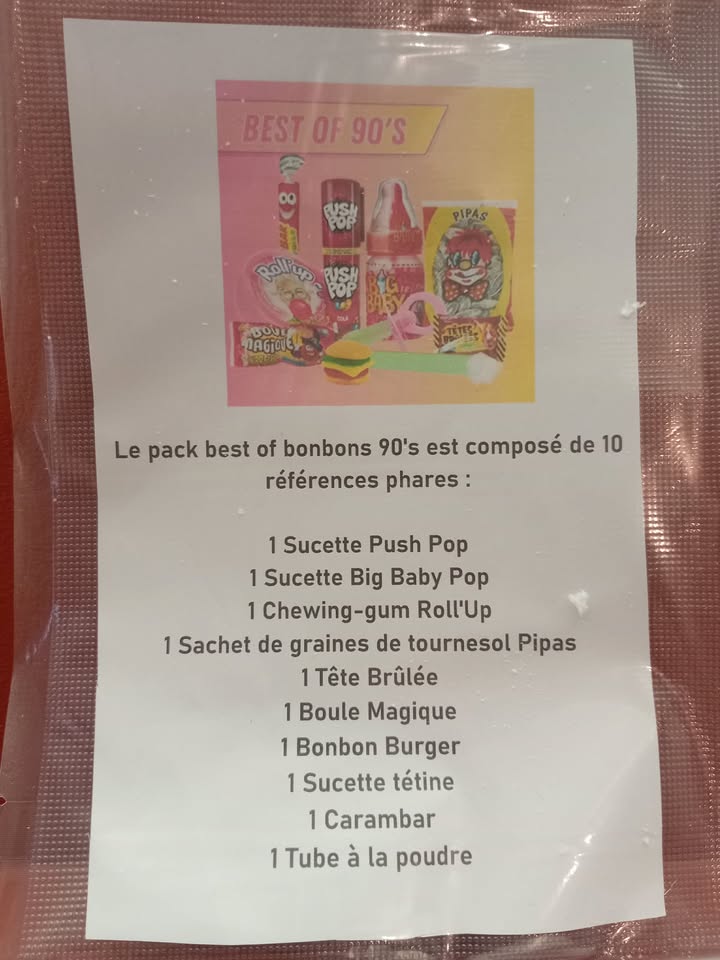 BEST OF 90'S
PUSH POP
PIPAS
Roll'up
PUSH POP
BIG BABY
BOULE MAGIQUE
TÊTES BRÛLÉES
Le pack best of bonbons 90's est composé de 10
références phares :
1 Sucette Push Pop
1 Sucette Big Baby Pop
1 Chewing-gum Roll'Up
1 Sachet de graines de tournesol Pipas
1 Tête Brûlée
1 Boule Magique
1 Bonbon Burger
1 Sucette tétine
1 Carambar
1 Tube à la poudre